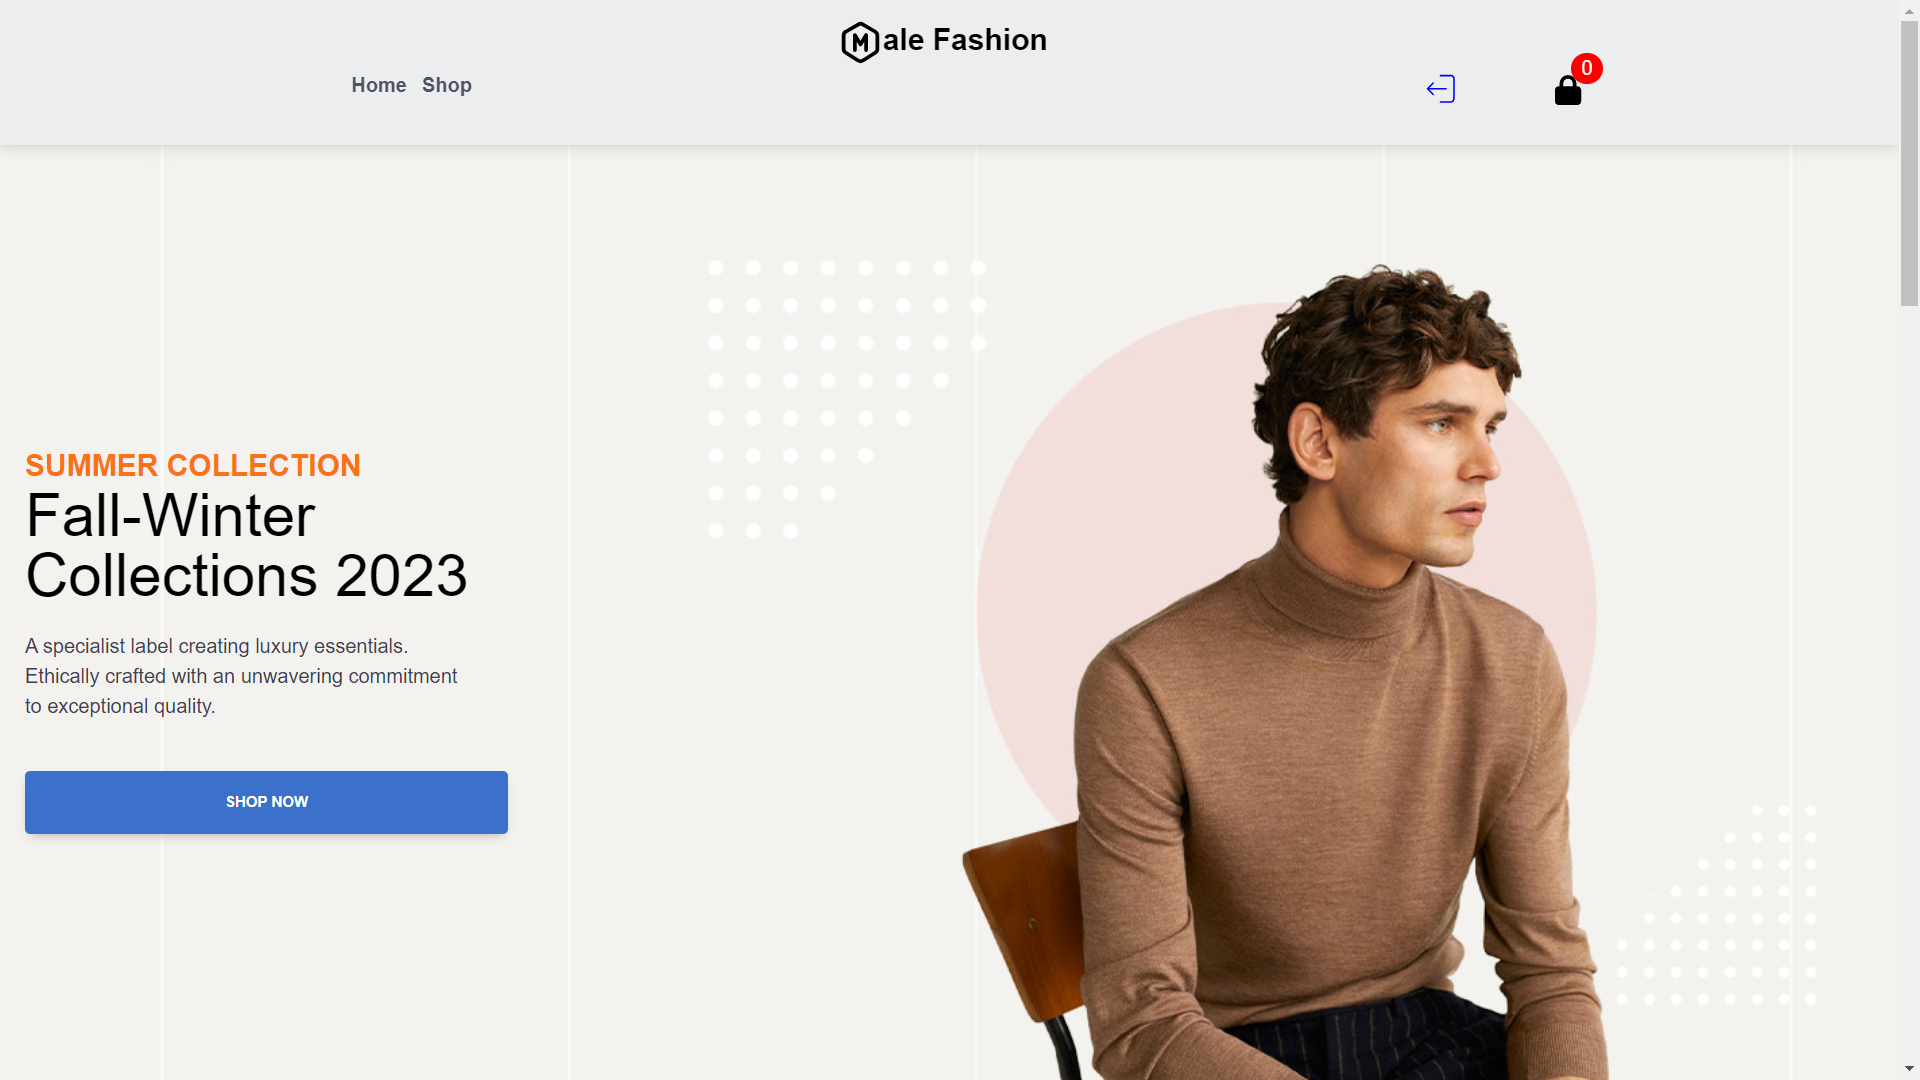 Male Fashion
Home Shop
0
SUMMER COLLECTION
Fall-Winter
Collections 2023
A specialist label creating luxury essentials.
Ethically crafted with an unwavering commitment
to exceptional quality.
SHOP NOW